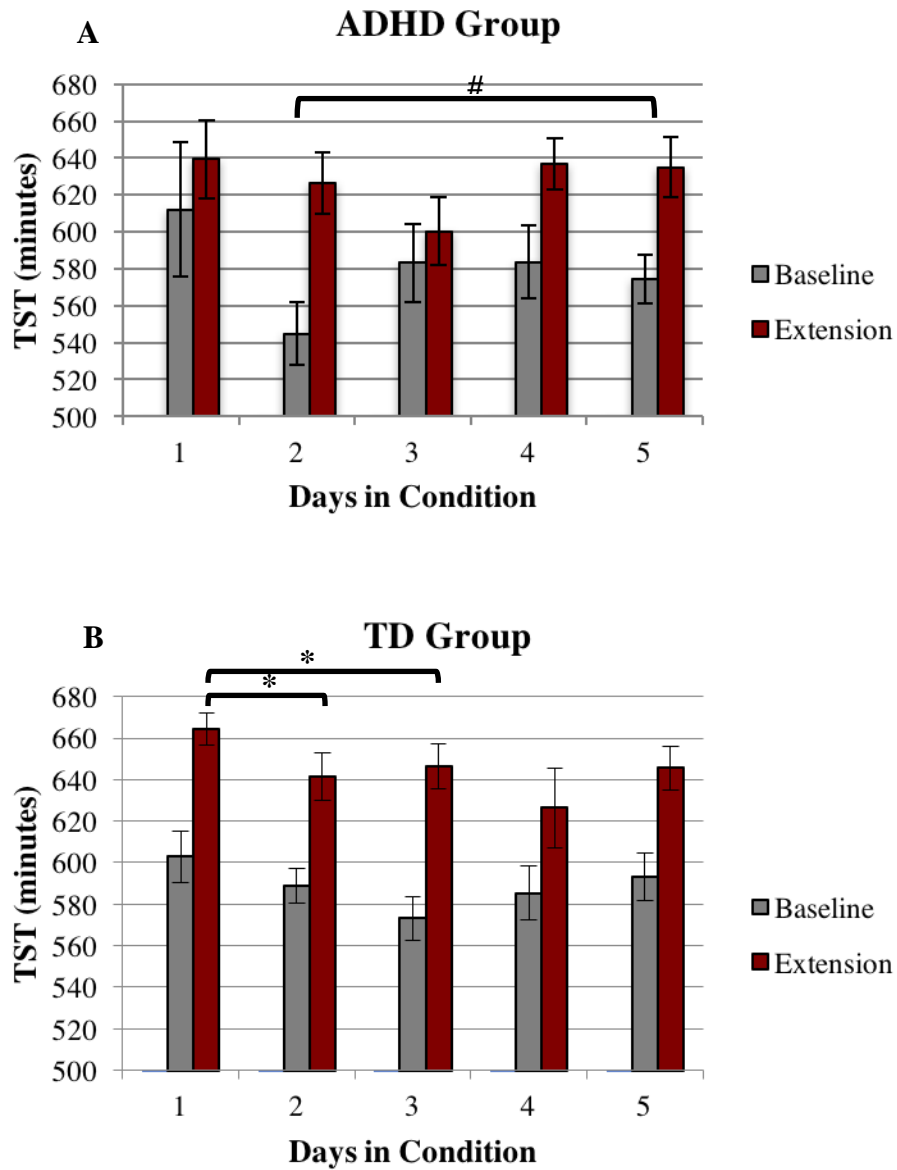 A
ADHD Group
#
680
660
640
620
600
580
560
540
520
500
TST (minutes)
1 2 3 4 5
Days in Condition
Baseline
Extension
B
TD Group
*
*
680
660
640
620
600
580
560
540
520
500
TST (minutes)
1 2 3 4 5
Days in Condition
Baseline
Extension